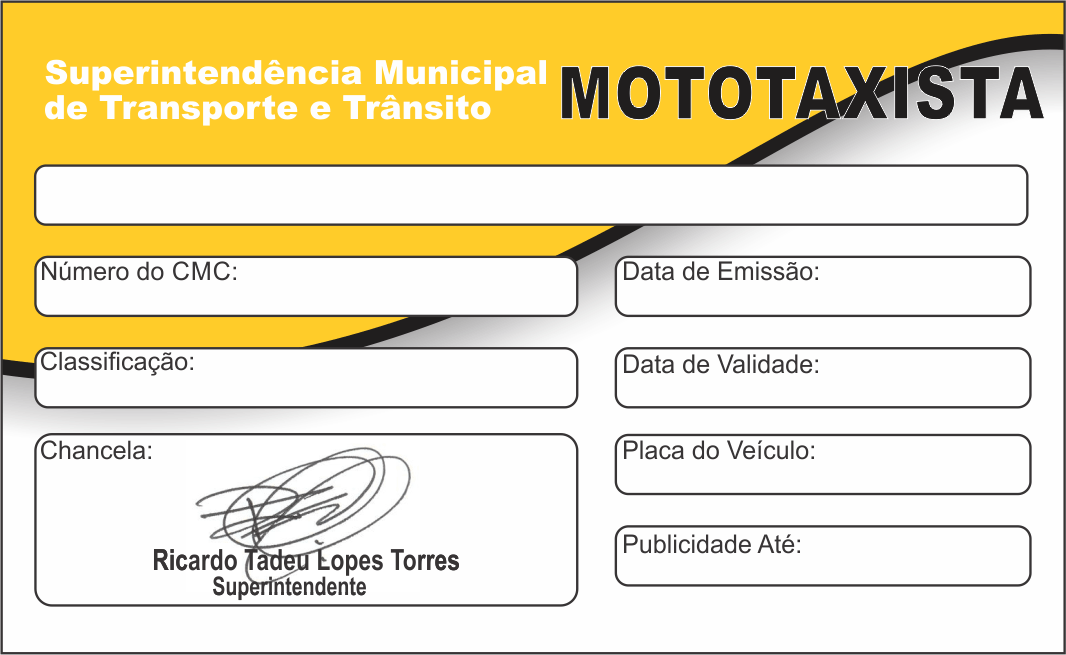 Superintendência Municipal
de Transporte e Trânsito
MOTOTAXISTA
Número do CMC:
Data de Emissão:
Classificação:
Data de Validade:
Chancela:
Placa do Veículo:
Publicidade Até:
Ricardo Tadeu Lopes Torres
Superintendente